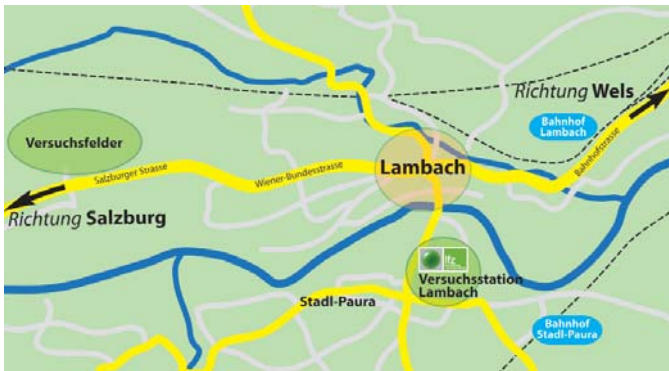 Richtung Wels
Bahnhof
Lambach
Bahnhofstrasse
Versuchsfelder
Salzburger Strasse
Wiener-Bundesstrasse
Lambach
Richtung Salzburg
lfz
Versuchsstation
Lambach
Stadl-Paura
Bahnhof
Stadl-Paura